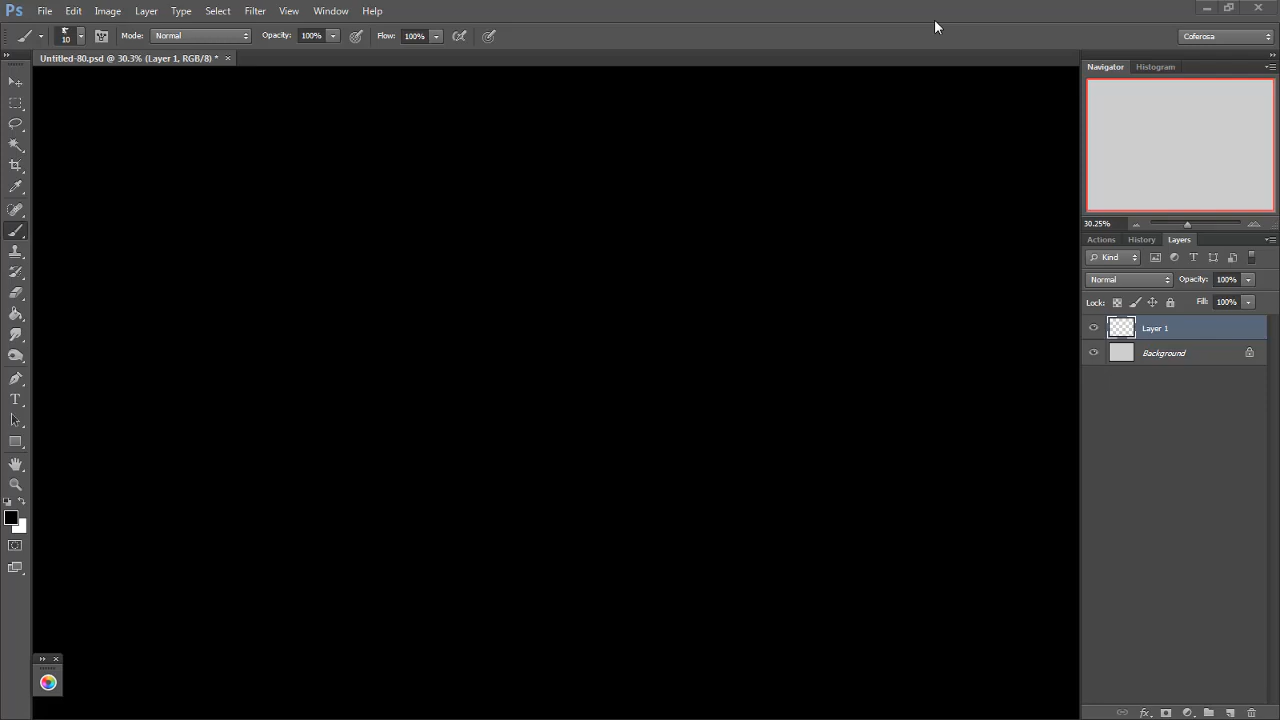 Ps File Edit Image Layer Type Select Filter View Window Help
10 Mode: Normal Opacity: 100% Flow: 100% Coferosa
Untitled-80.psd @ 30.3% (Layer 1, RGB/8) * ×
Navigator Histogram
30.25%
Actions History Layers
Kind
Normal Opacity: 100%
Lock: Fill: 100%
Layer 1
Background